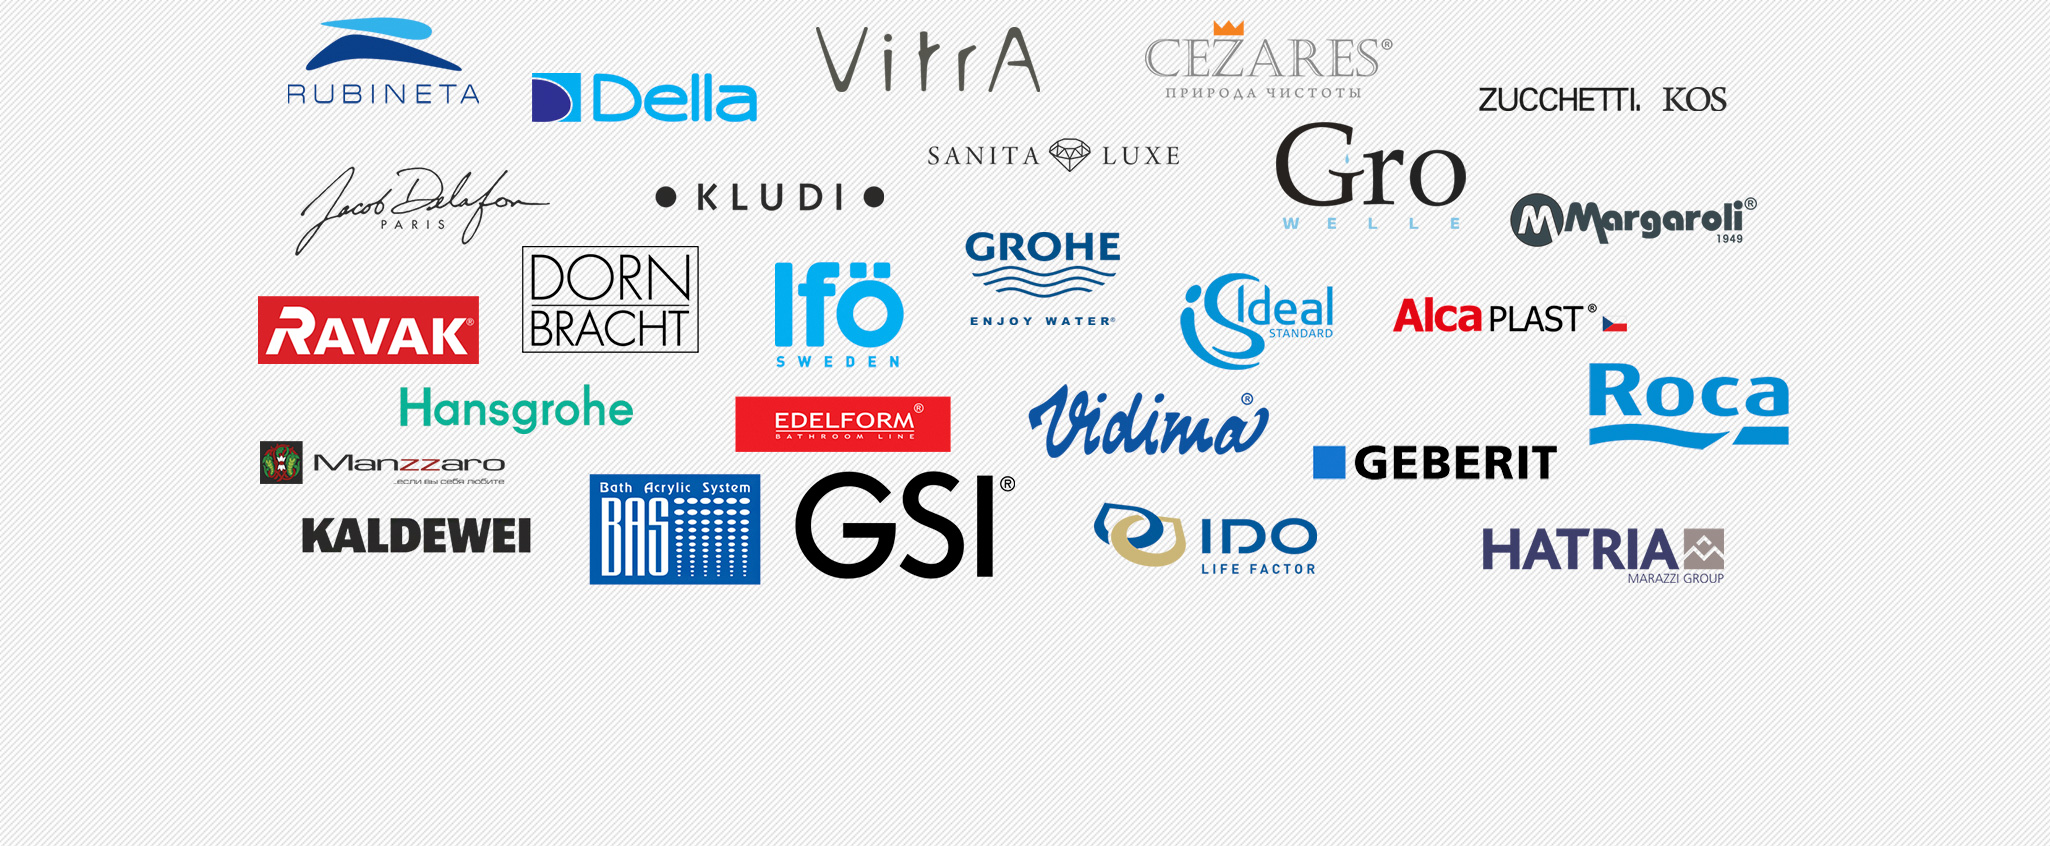 RUBINETA
Della
VitrA
CEZARES®
ПРИРОДА ЧИСТОТЫ
ZUCCHETTI. KOS
SANITA LUXE
Gro
WELLE
Jacob Delafon
PARIS
KLUDI
Margaroli®
1949
GROHE
ENJOY WATER®
DORN
BRACHT
Ifö
SWEDEN
Ideal
STANDARD
Alca PLAST®
RAVAK®
Roca
Hansgrohe
EDELFORM®
BATHROOM LINE
Vidima®
GEBERIT
Manzzaro
..если вы себя любите
Bath Acrylic System
BAS
GSI®
KALDEWEI
IDO
LIFE FACTOR
HATRIA
MARAZZI GROUP